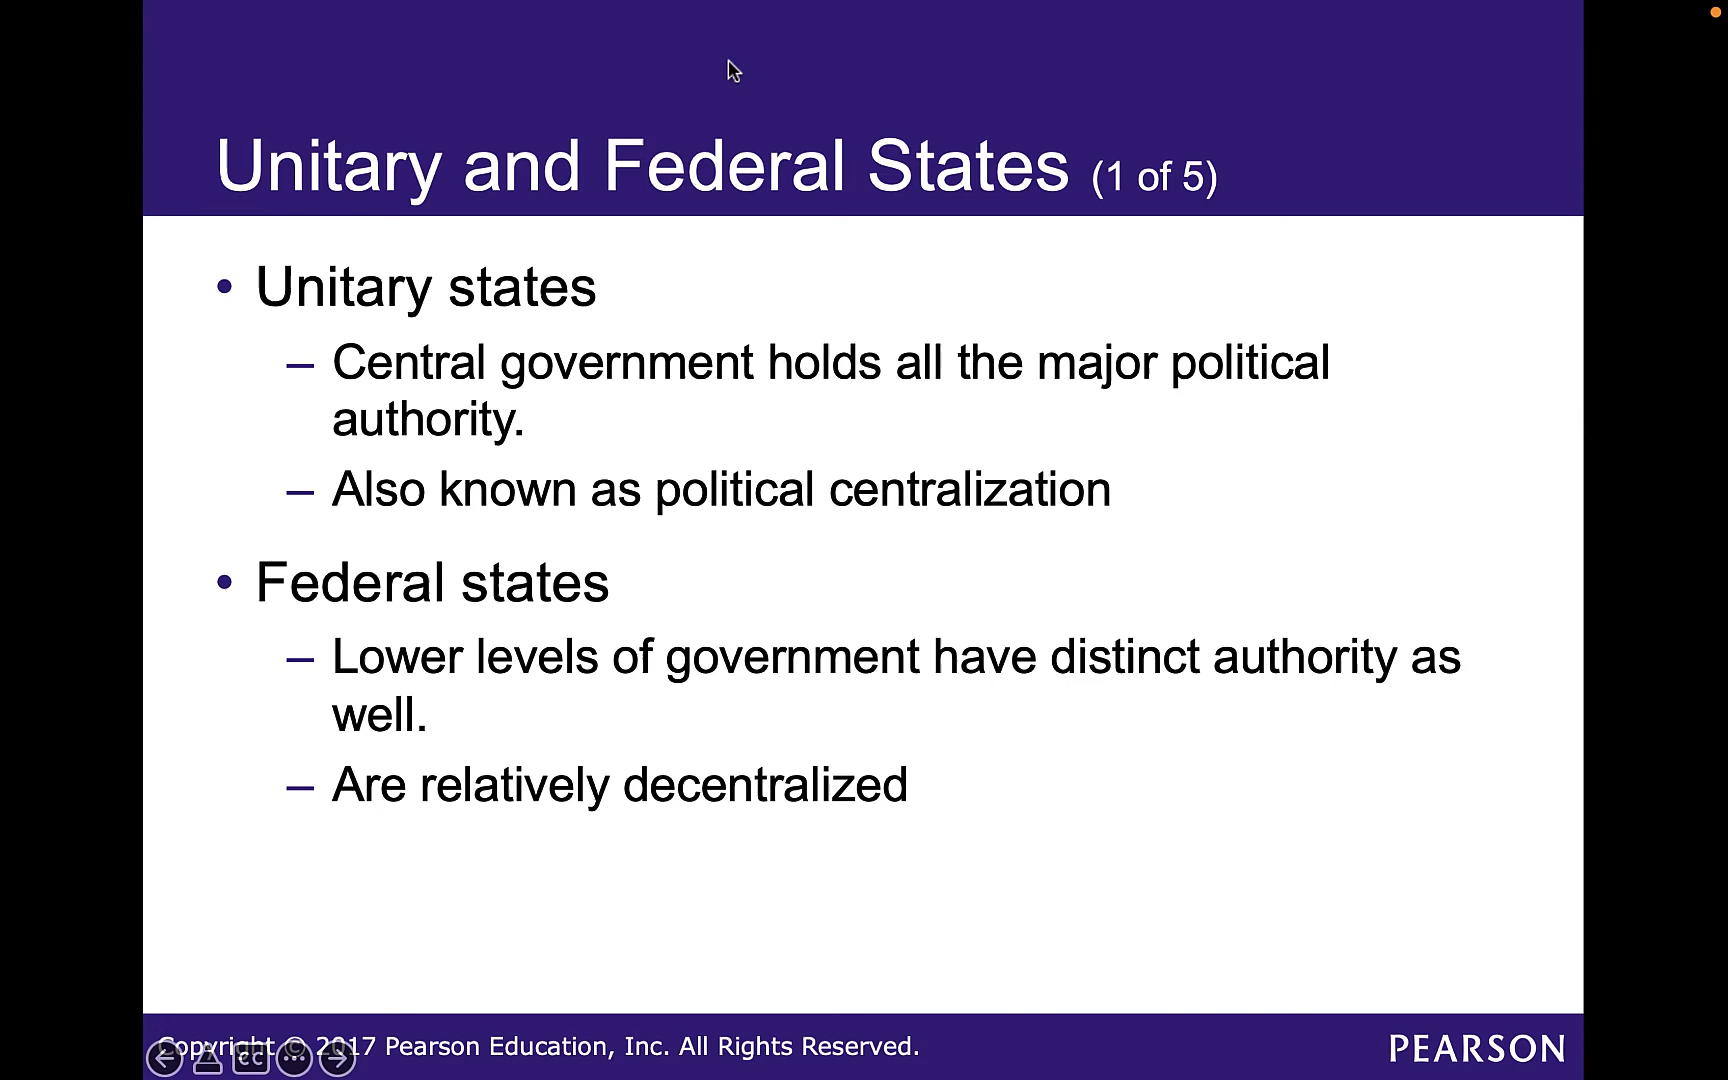 Unitary and Federal States (1 of 5)
• Unitary states
– Central government holds all the major political
authority.
– Also known as political centralization
• Federal states
– Lower levels of government have distinct authority as
well.
– Are relatively decentralized
Copyright © 2017 Pearson Education, Inc. All Rights Reserved.
PEARSON
CC